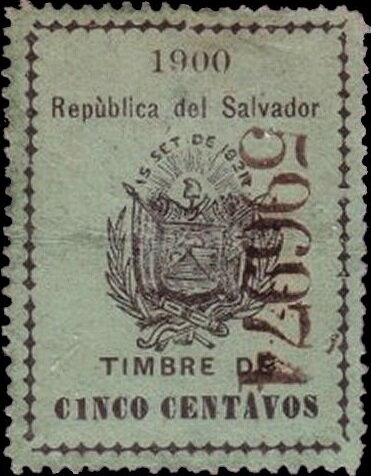 1900
Repùblica del Salvador
15 SET DE 1821
TIMBRE DE
CINCO CENTAVOS